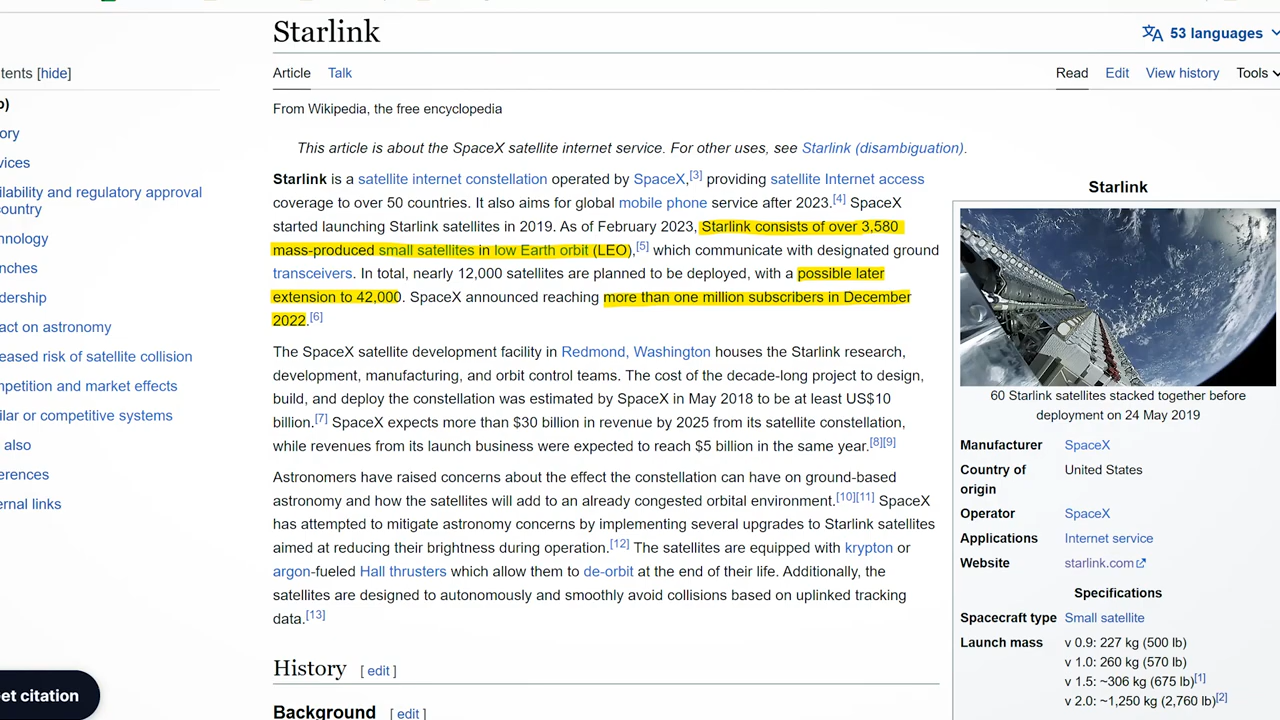 Starlink
53 languages
Article
Talk
Read
Edit
View history
Tools
From Wikipedia, the free encyclopedia
This article is about the SpaceX satellite internet service. For other uses, see Starlink (disambiguation).
Starlink is a satellite internet constellation operated by SpaceX,[3] providing satellite Internet access
coverage to over 50 countries. It also aims for global mobile phone service after 2023.[4] SpaceX
started launching Starlink satellites in 2019. As of February 2023, Starlink consists of over 3,580
mass-produced small satellites in low Earth orbit (LEO),[5] which communicate with designated ground
transceivers. In total, nearly 12,000 satellites are planned to be deployed, with a possible later
extension to 42,000. SpaceX announced reaching more than one million subscribers in December
2022.[6]
The SpaceX satellite development facility in Redmond, Washington houses the Starlink research,
development, manufacturing, and orbit control teams. The cost of the decade-long project to design,
build, and deploy the constellation was estimated by SpaceX in May 2018 to be at least US$10
billion.[7] SpaceX expects more than $30 billion in revenue by 2025 from its satellite constellation,
while revenues from its launch business were expected to reach $5 billion in the same year.[8][9]
Astronomers have raised concerns about the effect the constellation can have on ground-based
astronomy and how the satellites will add to an already congested orbital environment.[10][11] SpaceX
has attempted to mitigate astronomy concerns by implementing several upgrades to Starlink satellites
aimed at reducing their brightness during operation.[12] The satellites are equipped with krypton or
argon-fueled Hall thrusters which allow them to de-orbit at the end of their life. Additionally, the
satellites are designed to autonomously and smoothly avoid collisions based on uplinked tracking
data.[13]
History [ edit ]
Background [ edit ]
tents [hide]
p)
ory
vices
ilability and regulatory approval
country
hnology
nches
dership
act on astronomy
eased risk of satellite collision
npetition and market effects
ilar or competitive systems
also
erences
ernal links
et citation
Starlink
60 Starlink satellites stacked together before
deployment on 24 May 2019
Manufacturer SpaceX
Country of United States
origin
Operator SpaceX
Applications Internet service
Website starlink.com
Specifications
Spacecraft type Small satellite
Launch mass v 0.9: 227 kg (500 lb)
v 1.0: 260 kg (570 lb)
v 1.5: ~306 kg (675 lb)[1]
v 2.0: ~1,250 kg (2,760 lb)[2]